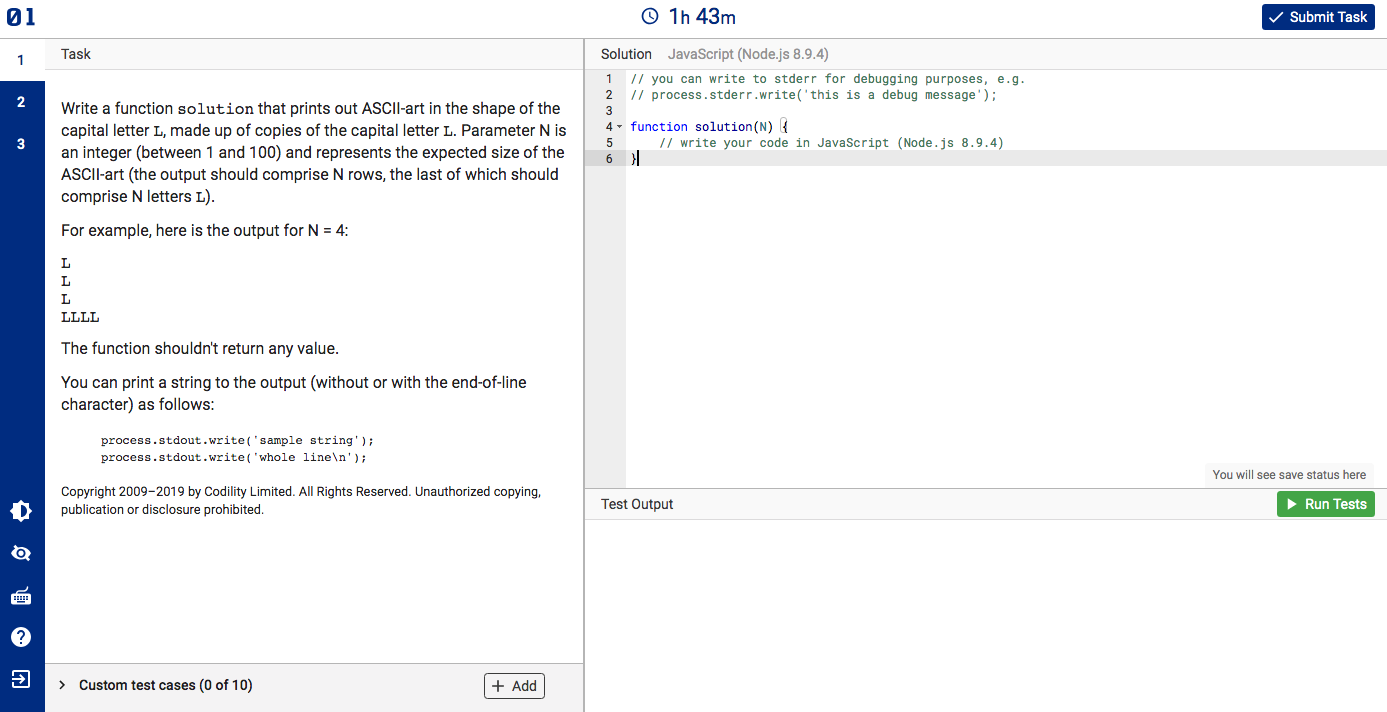 01
1h 43m
Submit Task
1
2
3
Task
Write a function solution that prints out ASCII-art in the shape of the
capital letter L, made up of copies of the capital letter L. Parameter N is
an integer (between 1 and 100) and represents the expected size of the
ASCII-art (the output should comprise N rows, the last of which should
comprise N letters L).
For example, here is the output for N = 4:
L
L
L
LLLL
The function shouldn't return any value.
You can print a string to the output (without or with the end-of-line
character) as follows:
process.stdout.write('sample string');
process.stdout.write('whole line\n');
Copyright 2009–2019 by Codility Limited. All Rights Reserved. Unauthorized copying,
publication or disclosure prohibited.
Custom test cases (0 of 10)
+ Add
Solution JavaScript (Node.js 8.9.4)
1 // you can write to stderr for debugging purposes, e.g.
2 // process.stderr.write('this is a debug message');
3
4 function solution(N) {
5 // write your code in JavaScript (Node.js 8.9.4)
6 }
You will see save status here
Test Output
Run Tests